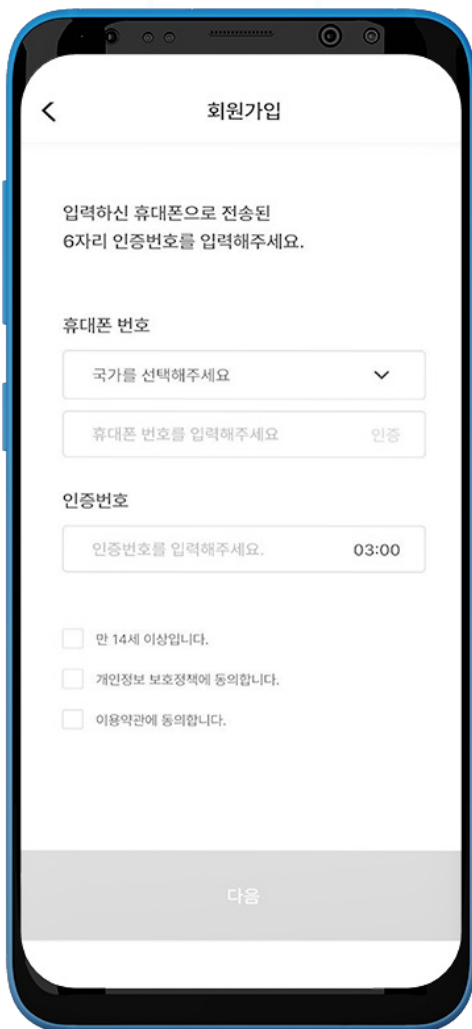 회원가입
입력하신 휴대폰으로 전송된
6자리 인증번호를 입력해주세요.
휴대폰 번호
국가를 선택해주세요
휴대폰 번호를 입력해주세요 인증
인증번호
인증번호를 입력해주세요. 03:00
만 14세 이상입니다.
개인정보 보호정책에 동의합니다.
이용약관에 동의합니다.
다음